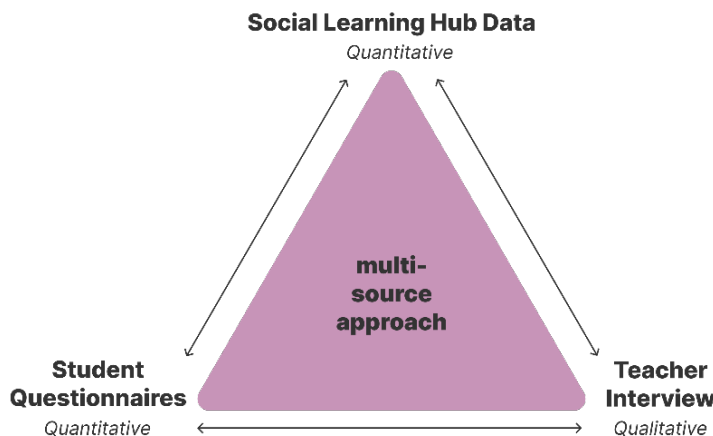 Social Learning Hub Data
Quantitative
multi-
source
approach
Student
Questionnaires
Quantitative
Teacher
Interview
Qualitative